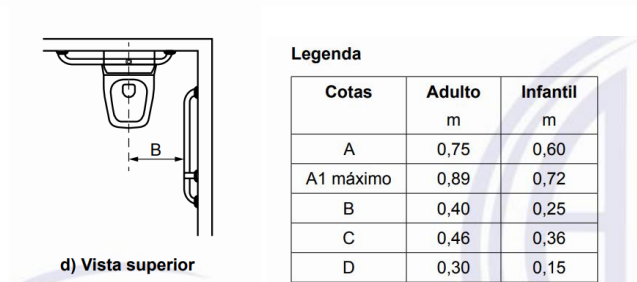 B
d) Vista superior
Legenda
Cotas Adulto Infantil
m m
A 0,75 0,60
A1 máximo 0,89 0,72
B 0,40 0,25
C 0,46 0,36
D 0,30 0,15